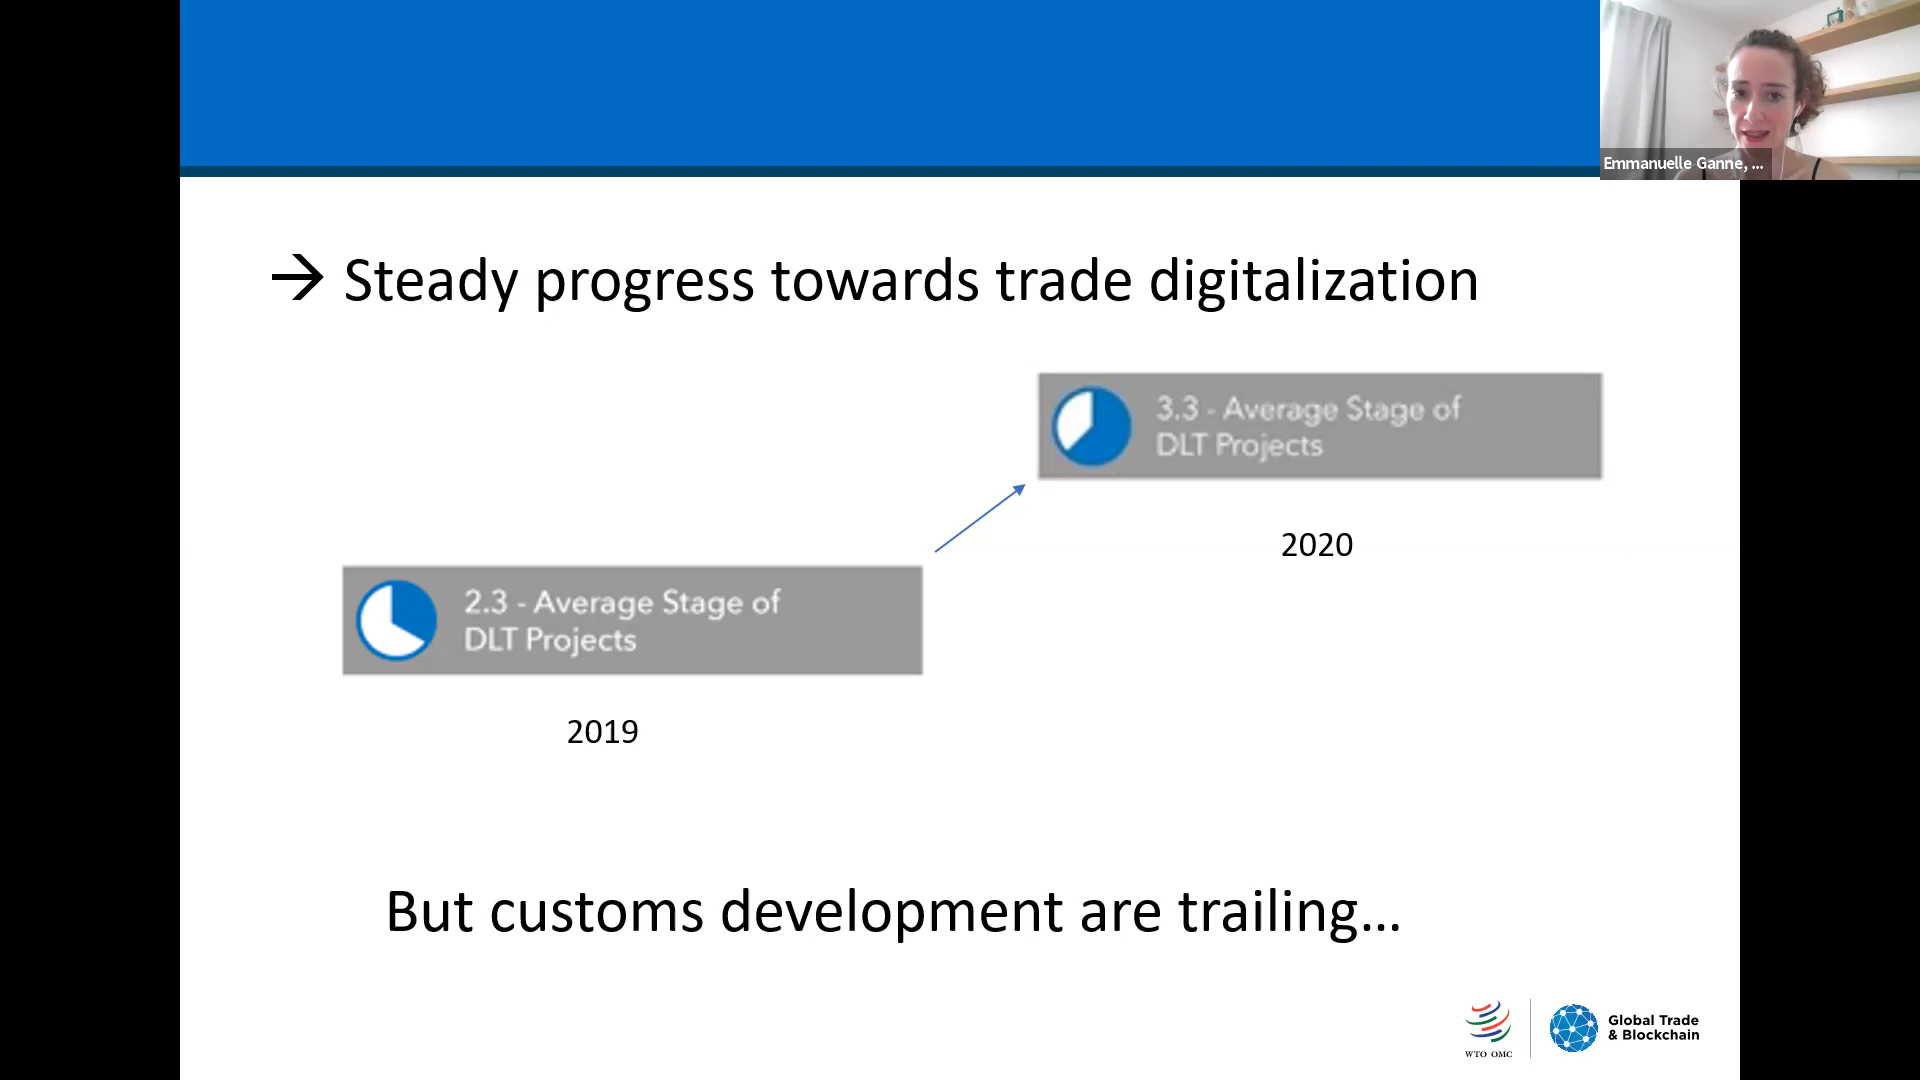 Emmanuelle Ganne, ...
→ Steady progress towards trade digitalization
3.3 - Average Stage of
DLT Projects
2020
2.3 - Average Stage of
DLT Projects
2019
But customs development are trailing...
WTO OMC
Global Trade
& Blockchain